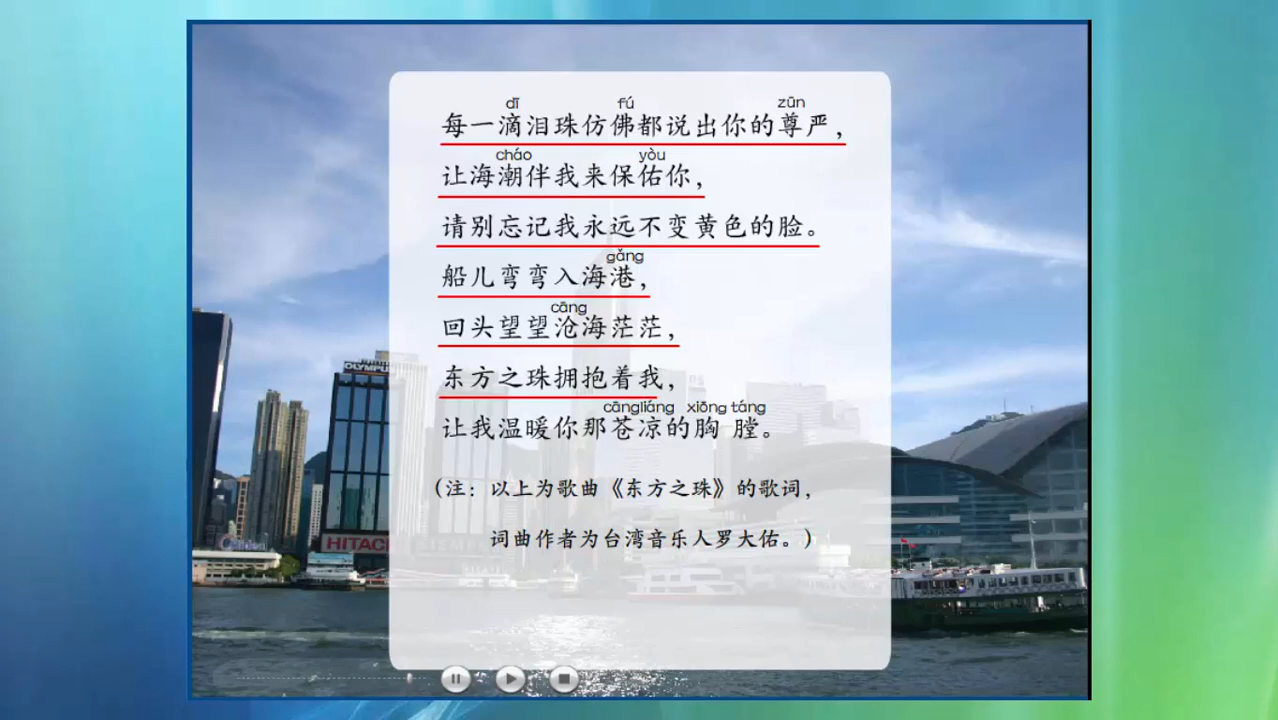 dī fú zūn
每一滴泪珠仿佛都说出你的尊严，
cháo yòu
让海潮伴我来保佑你，
请别忘记我永远不变黄色的脸。
gǎng
船儿弯弯入海港，
cāng
回头望望沧海茫茫，
东方之珠拥抱着我，
cāngliáng xiōng táng
让我温暖你那苍凉的胸 膛。
（注：以上为歌曲《东方之珠》的歌词，
词曲作者为台湾音乐人罗大佑。）
OLYMPUS
HITACHI